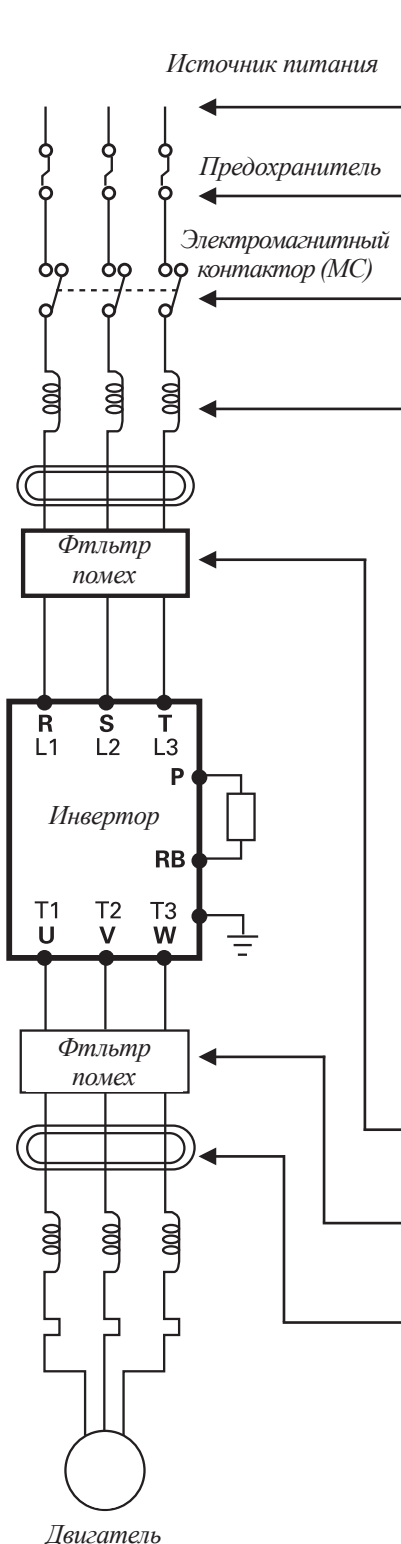 Источник питания
Предохранитель
Электромагнитный
контактор (МС)
Фтльтр
помех
R S T
L1 L2 L3
P
Инвертор
RB
T1 T2 T3
U V W
Фтльтр
помех
Двигатель